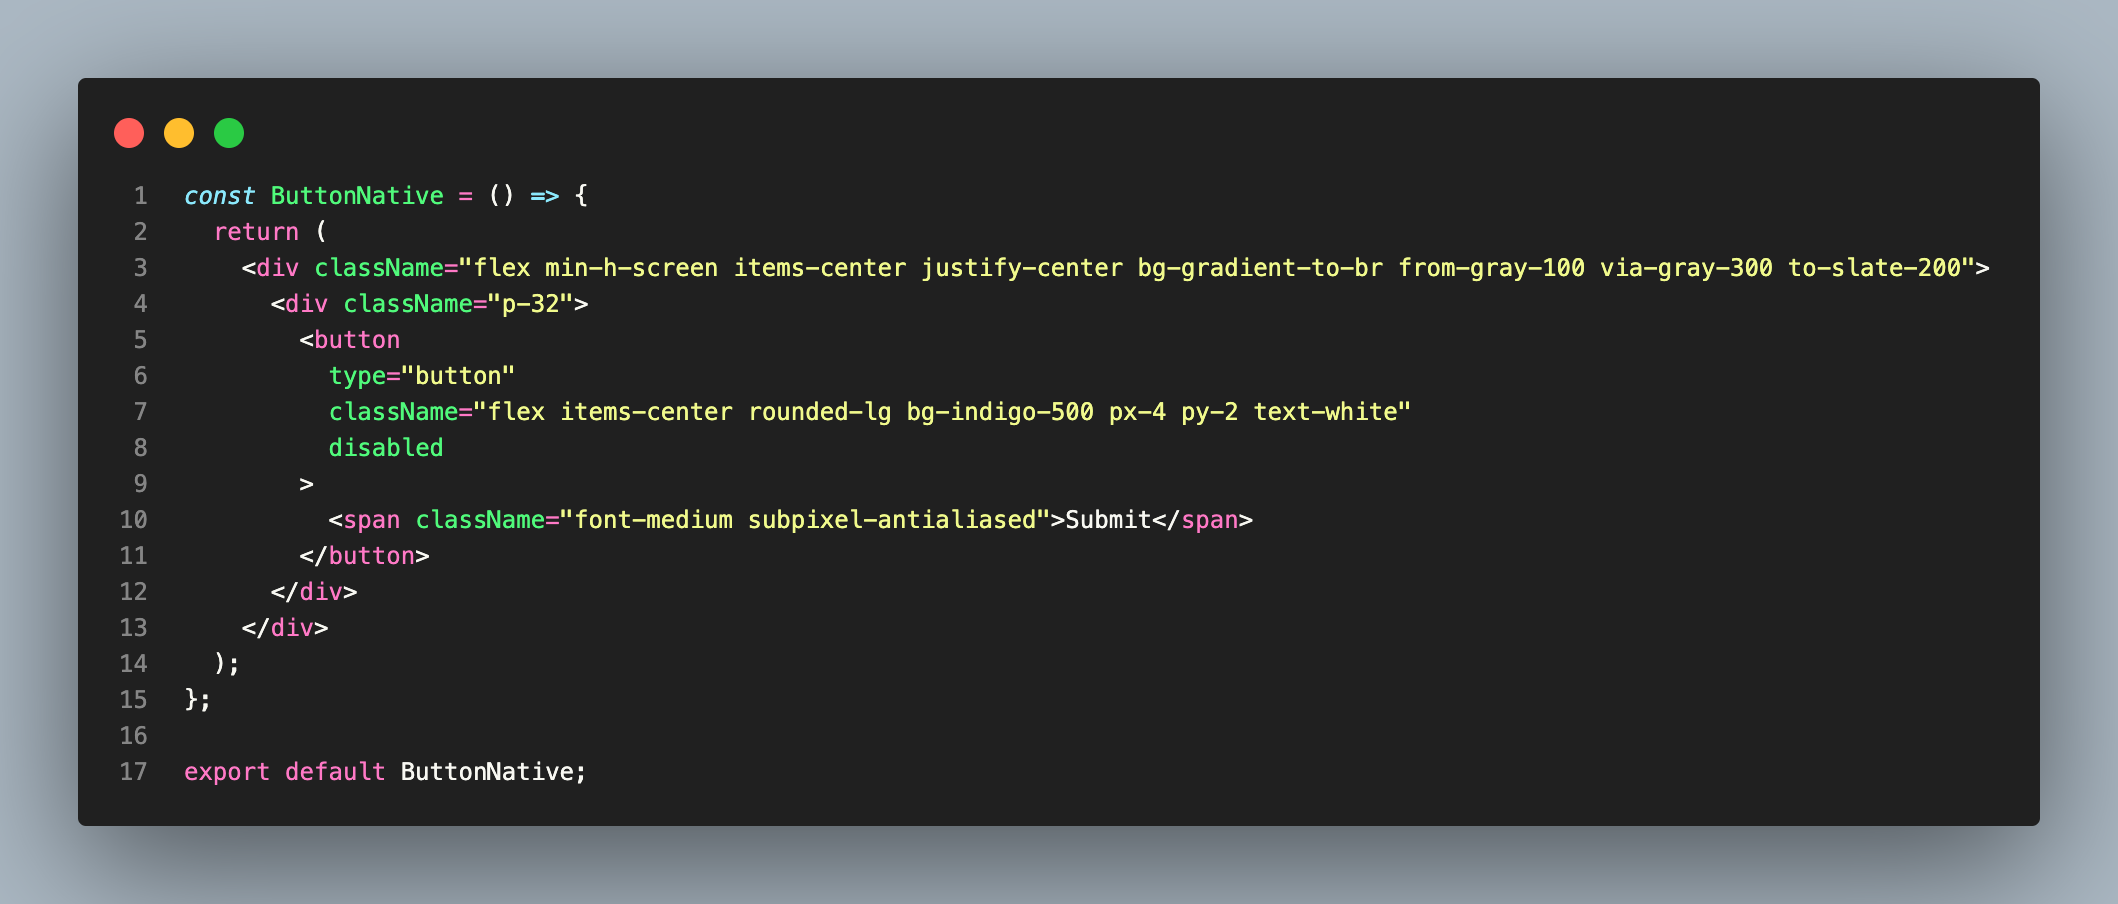 1 const ButtonNative = () => {
2   return (
3     <div className="flex min-h-screen items-center justify-center bg-gradient-to-br from-gray-100 via-gray-300 to-slate-200">
4       <div className="p-32">
5         <button
6           type="button"
7           className="flex items-center rounded-lg bg-indigo-500 px-4 py-2 text-white"
8           disabled
9         >
10           <span className="font-medium subpixel-antialiased">Submit</span>
11         </button>
12       </div>
13     </div>
14   );
15 };
16
17 export default ButtonNative;